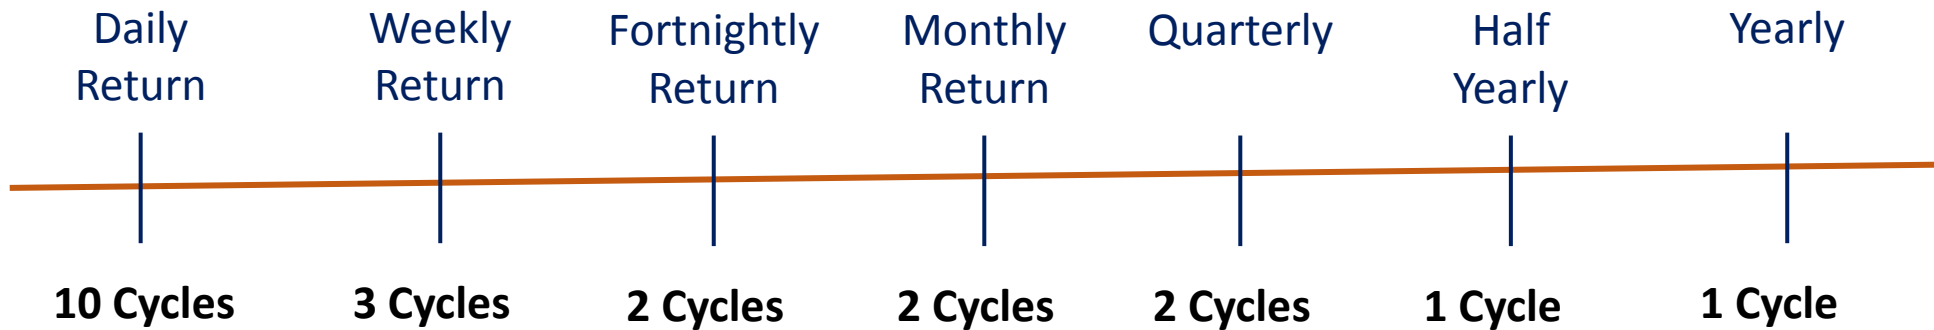 Daily
Return
Weekly
Return
Fortnightly
Return
Monthly
Return
Quarterly
Half
Yearly
Yearly
10 Cycles
3 Cycles
2 Cycles
2 Cycles
2 Cycles
1 Cycle
1 Cycle